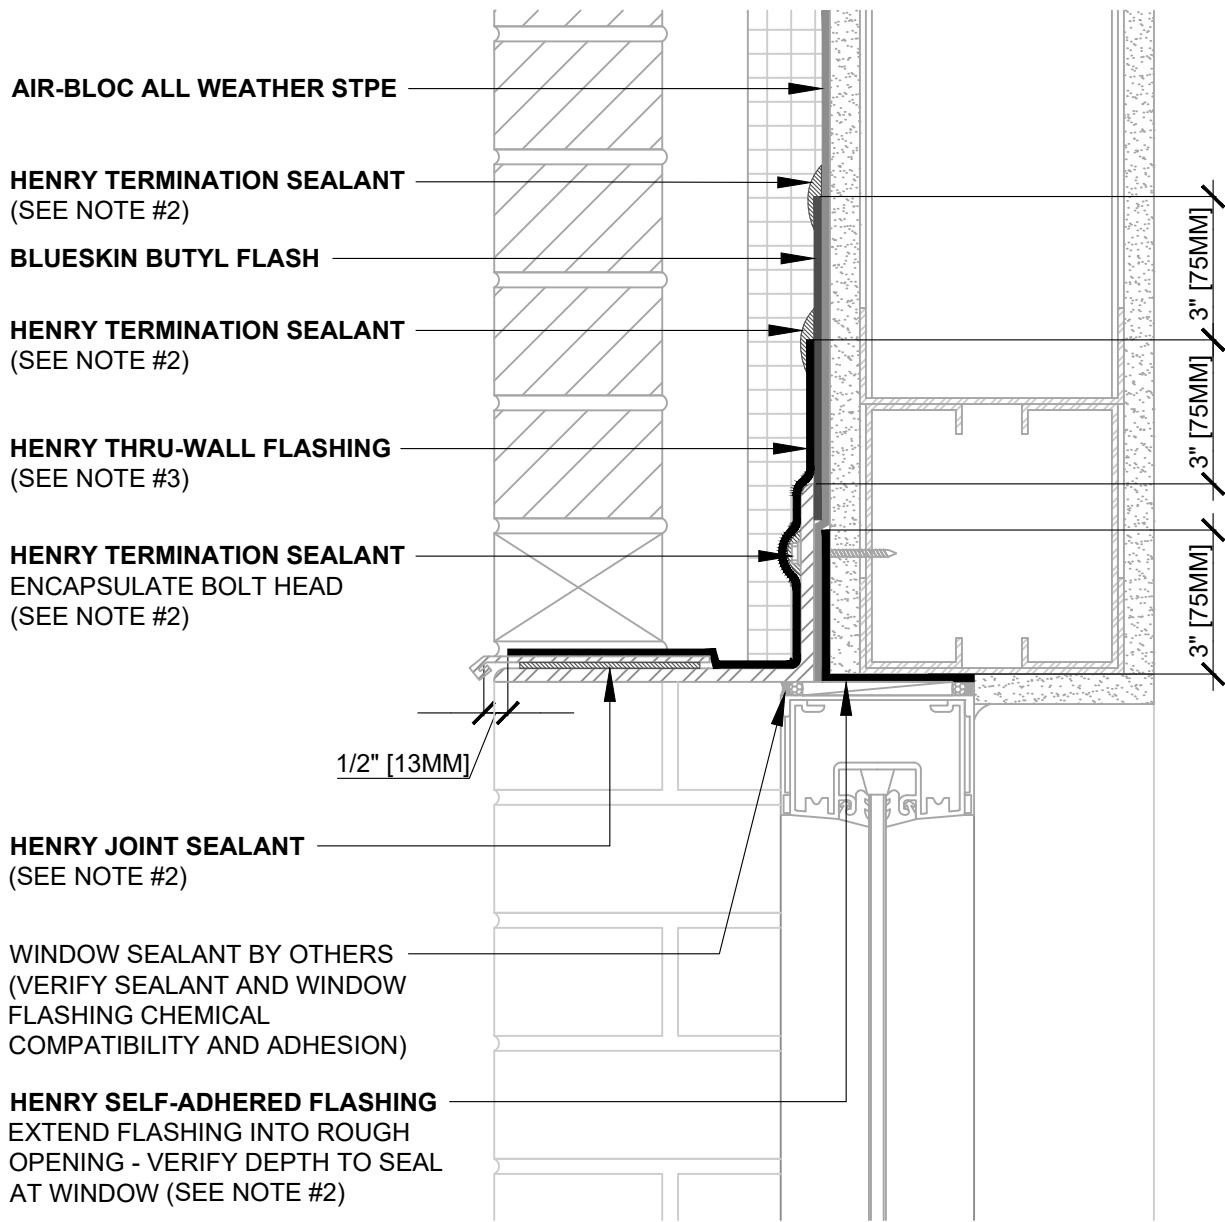 AIR-BLOC ALL WEATHER STPE
HENRY TERMINATION SEALANT
(SEE NOTE #2)
BLUESKIN BUTYL FLASH
HENRY TERMINATION SEALANT
(SEE NOTE #2)
HENRY THRU-WALL FLASHING
(SEE NOTE #3)
HENRY TERMINATION SEALANT
ENCAPSULATE BOLT HEAD
(SEE NOTE #2)
1/2" [13MM]
HENRY JOINT SEALANT
(SEE NOTE #2)
WINDOW SEALANT BY OTHERS
(VERIFY SEALANT AND WINDOW
FLASHING CHEMICAL
COMPATIBILITY AND ADHESION)
HENRY SELF-ADHERED FLASHING
EXTEND FLASHING INTO ROUGH
OPENING - VERIFY DEPTH TO SEAL
AT WINDOW (SEE NOTE #2)
3" [75MM]
3" [75MM]
3" [75MM]